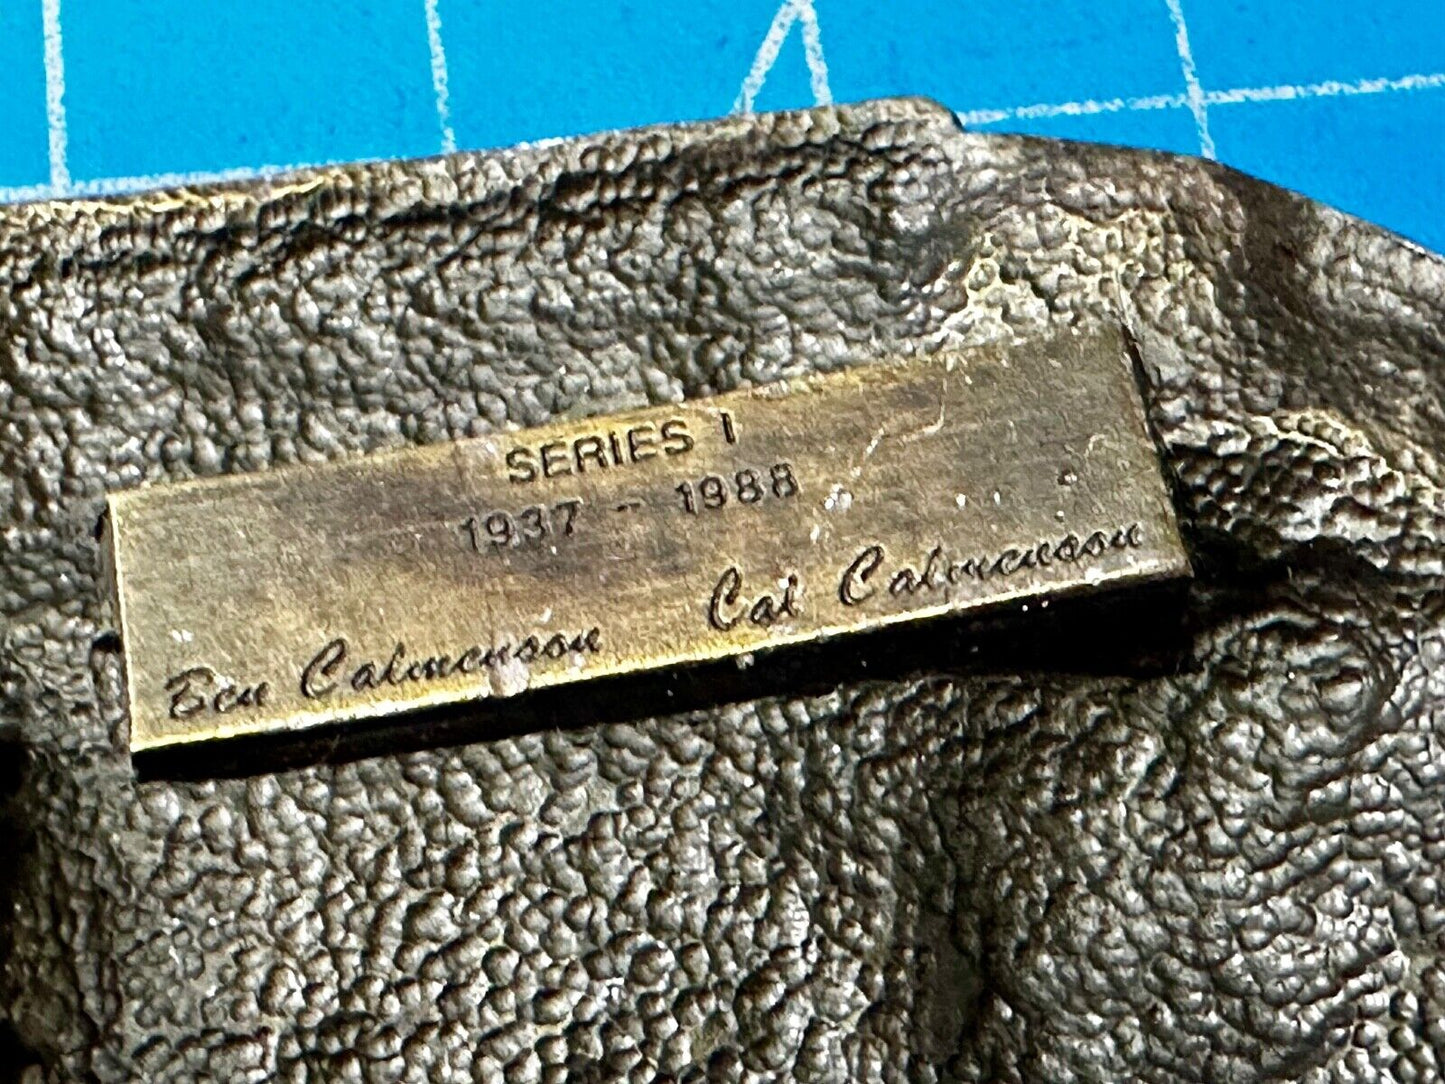 SERIES I
1937 - 1988
Ben Calmenson Cal Calmenson